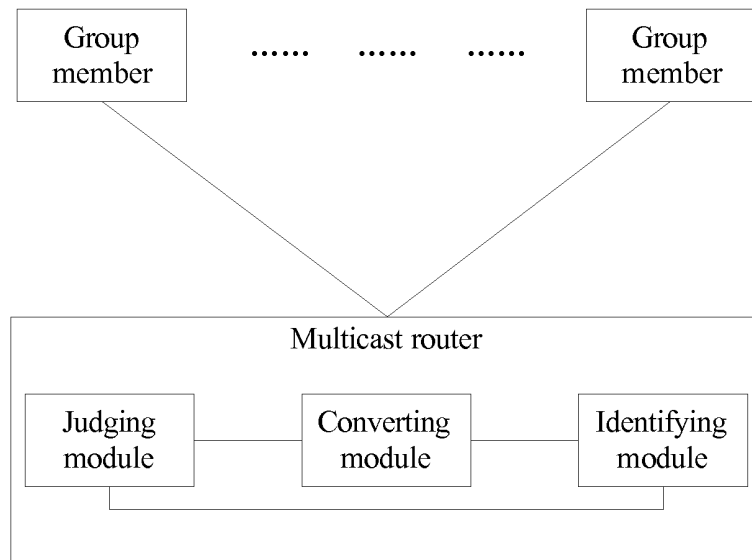 Group
member
…… …… ……
Group
member
Multicast router
Judging
module
Converting
module
Identifying
module